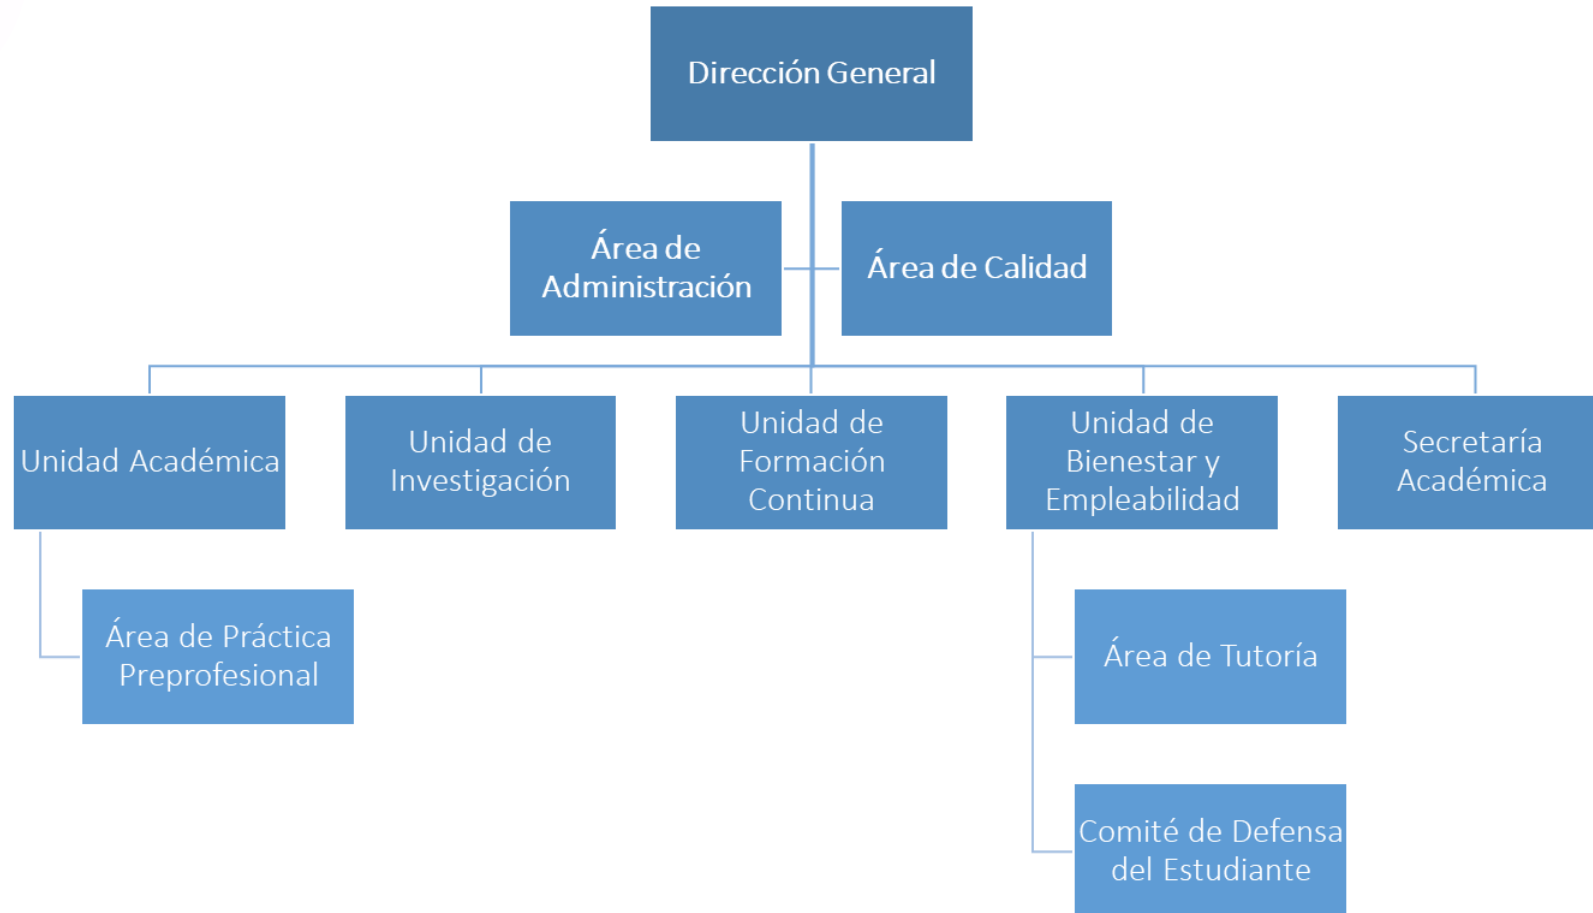 Dirección General
Área de
Administración
Área de Calidad
Unidad Académica
Unidad de
Investigación
Unidad de
Formación
Continua
Unidad de
Bienestar y
Empleabilidad
Secretaría
Académica
Área de Práctica
Preprofesional
Área de Tutoría
Comité de Defensa
del Estudiante